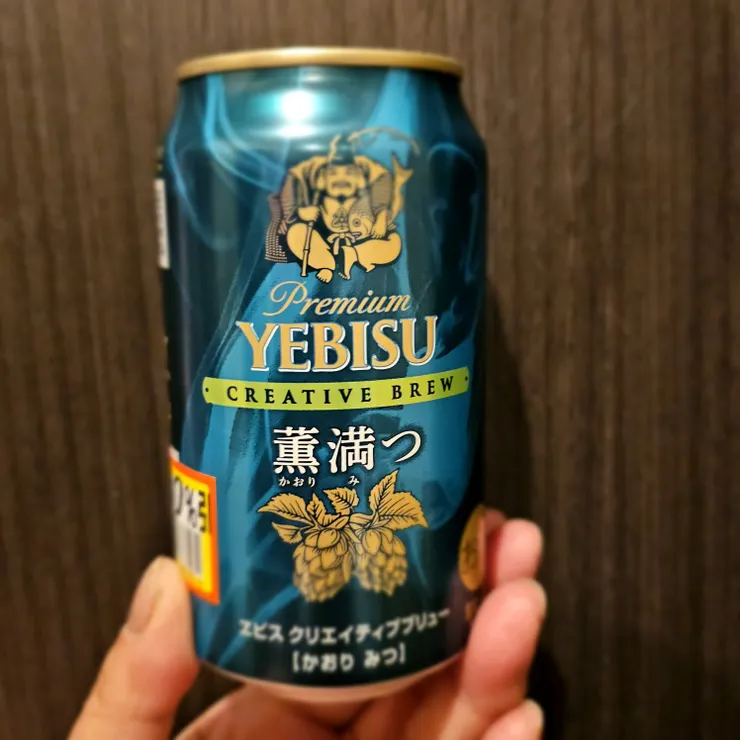 Premium
YEBISU
CREATIVE BREW
薫満つ
かおり み
ヱビス クリエイティブブリュー
[かおり みつ]